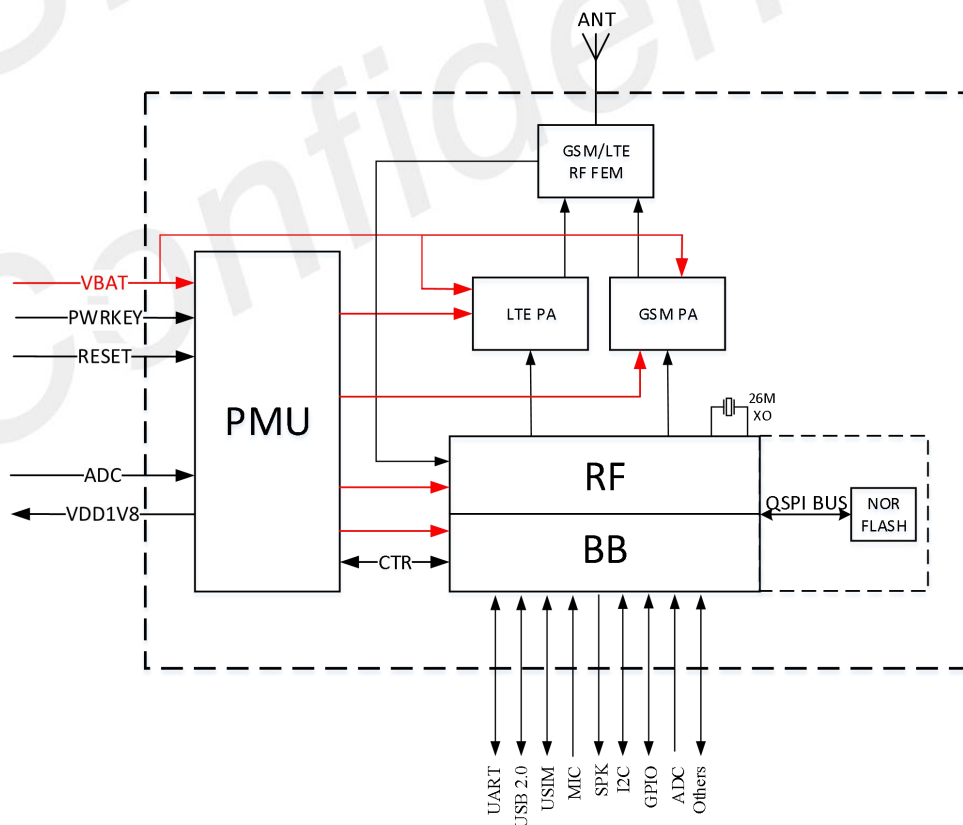 Confiden
ANT
GSM/LTE
RF FEM
VBAT
PWRKEY
RESET
LTE PA
GSM PA
PMU
26M
XO
ADC
VDD1V8
RF
BB
QSPI BUS
NOR
FLASH
CTR
UART
USB 2.0
USIM
MIC
SPK
I2C
GPIO
ADC
Others